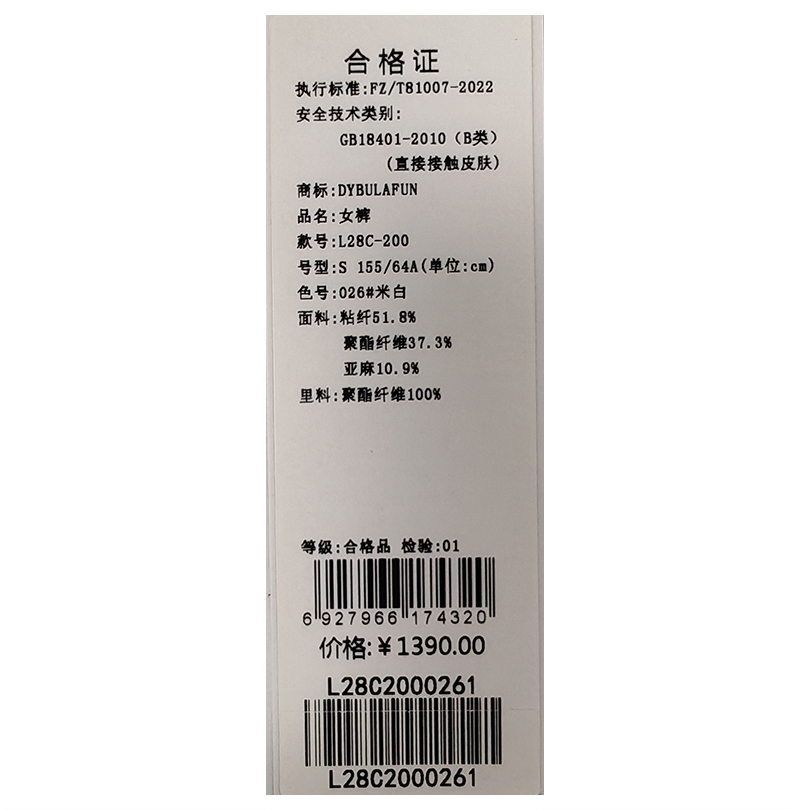 合格证
执行标准:FZ/T81007-2022
安全技术类别:
GB18401-2010（B类）
(直接接触皮肤)
商标:DYBULAFUN
品名:女裤
款号:L28C-200
号型:S 155/64A(单位:cm)
色号:026#米白
面料:粘纤51.8%
聚酯纤维37.3%
亚麻10.9%
里料:聚酯纤维100%
等级:合格品 检验:01
6 927966 174320
价格:￥1390.00
L28C2000261
L28C2000261